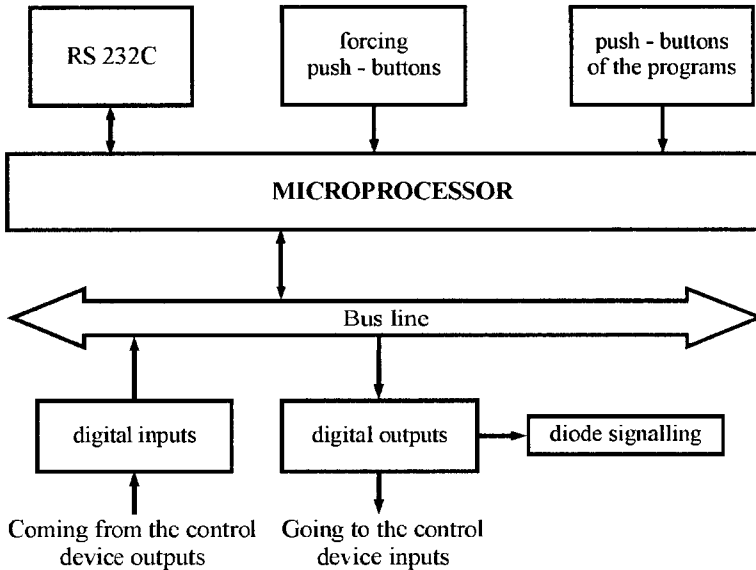 RS 232C
forcing
push - buttons
push - buttons
of the programs
MICROPROCESSOR
Bus line
digital inputs
digital outputs
diode signalling
Coming from the control
device outputs
Going to the control
device inputs